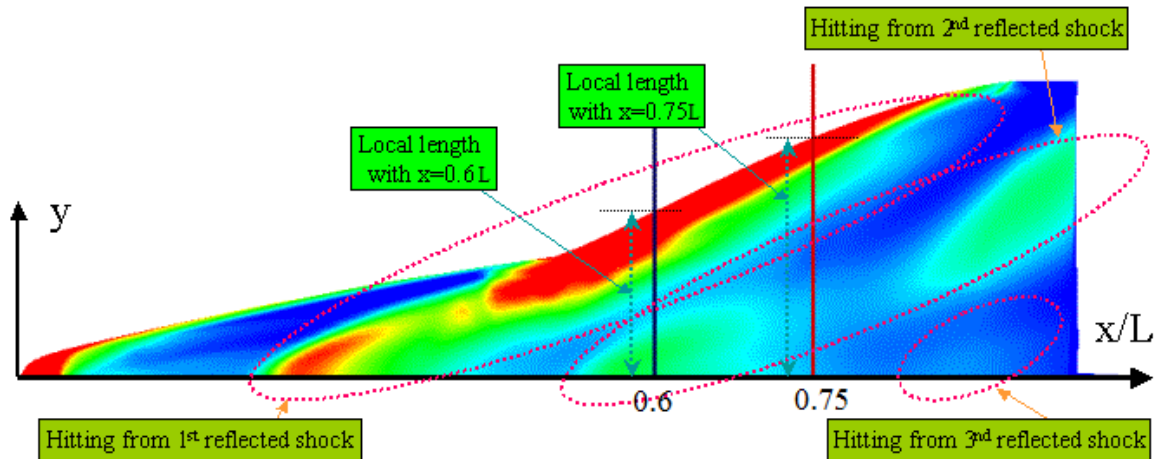 Hitting from 2nd reflected shock
Local length
with x=0.75L
Local length
with x=0.6L
y
x/L
0.6
0.75
Hitting from 1st reflected shock
Hitting from 3nd reflected shock